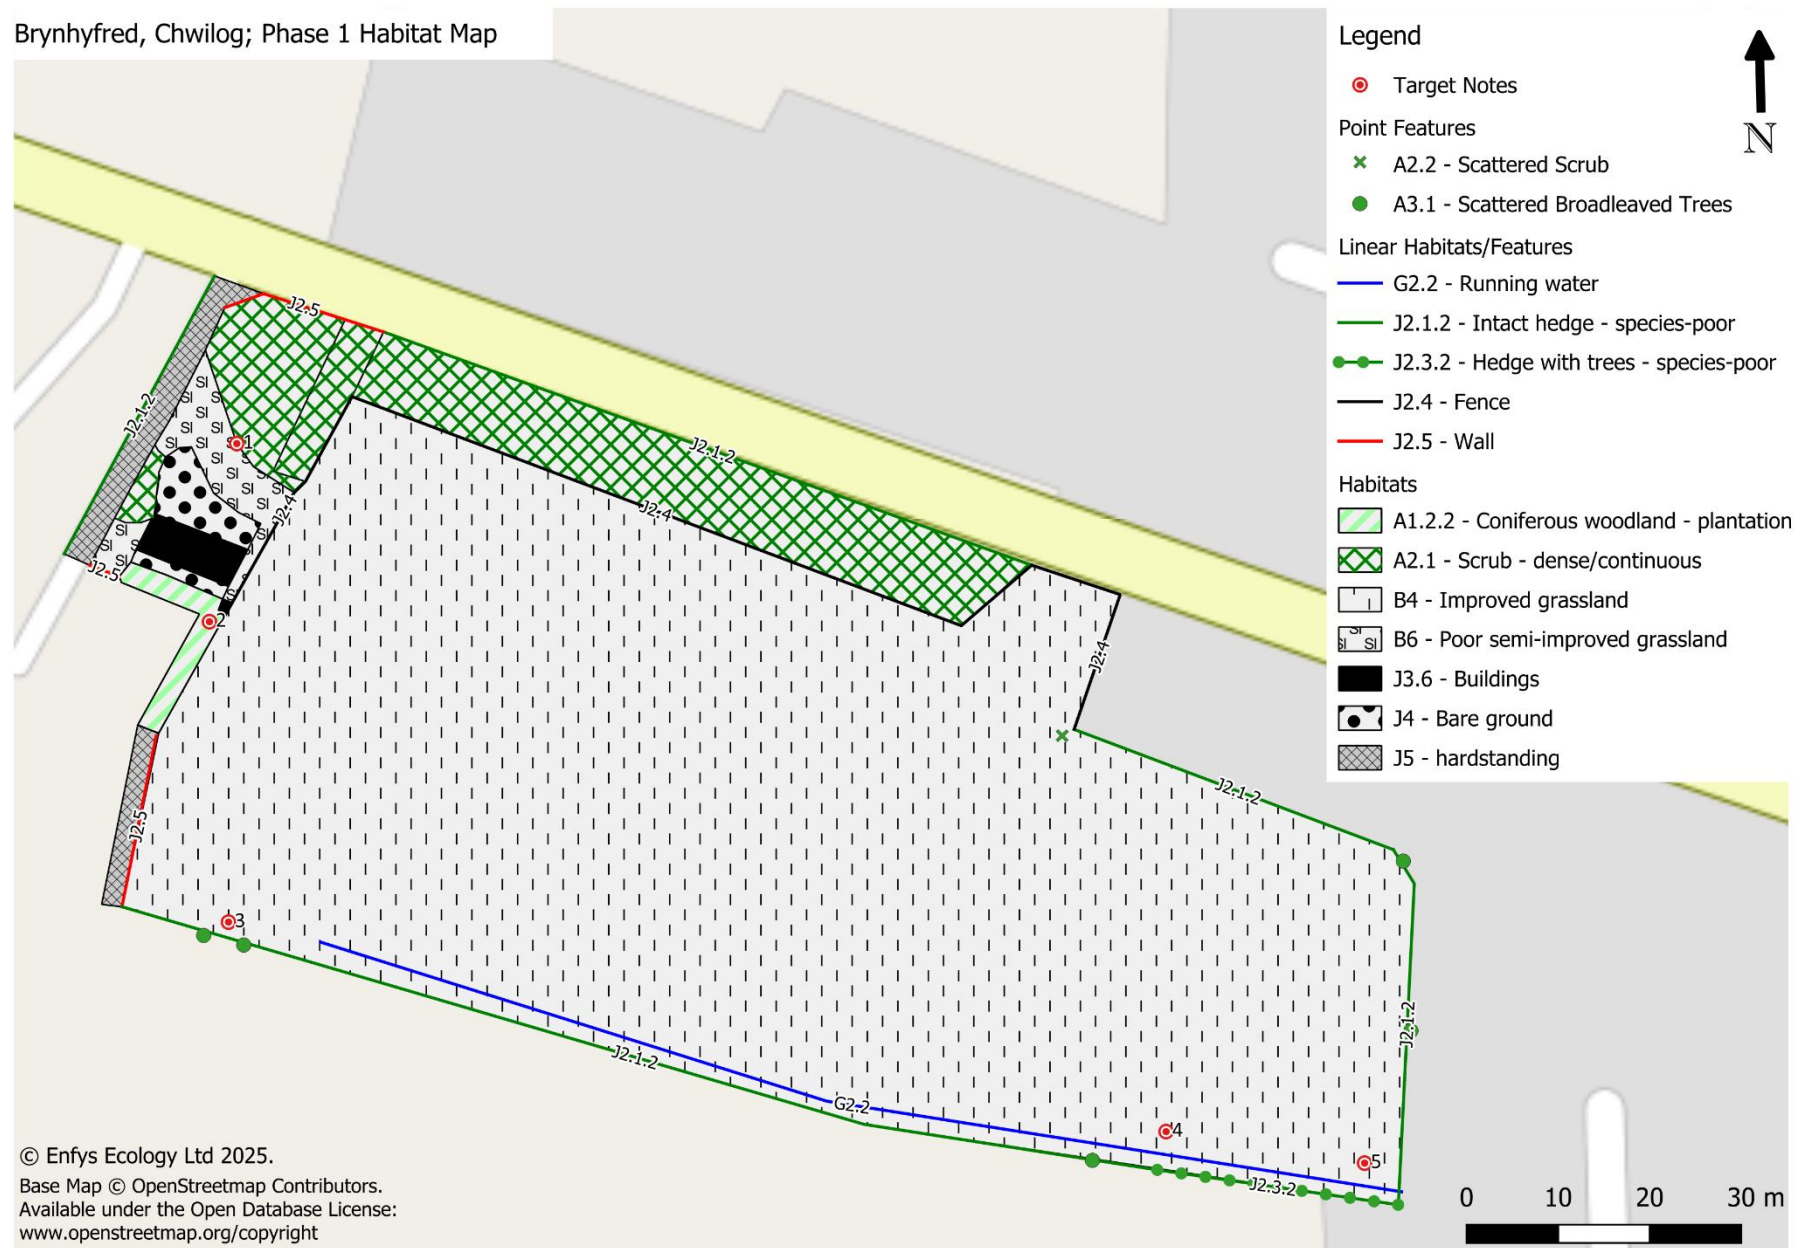 Brynhyfred, Chwilog; Phase 1 Habitat Map
Legend
N
Target Notes
Point Features
A2.2 - Scattered Scrub
A3.1 - Scattered Broadleaved Trees
Linear Habitats/Features
G2.2 - Running water
J2.1.2 - Intact hedge - species-poor
J2.3.2 - Hedge with trees - species-poor
J2.4 - Fence
J2.5 - Wall
Habitats
A1.2.2 - Coniferous woodland - plantation
A2.1 - Scrub - dense/continuous
B4 - Improved grassland
SI SI SI
B6 - Poor semi-improved grassland
J3.6 - Buildings
J4 - Bare ground
J5 - hardstanding
J2.5
J2.1.2
J2.1.2
1
J2.4
J2.4
J2.5
2
J2.4
J2.1.2
J2.5
3
J2.1.2
J2.1.2
G2.2
4
5
J2.3.2
© Enfys Ecology Ltd 2025.
Base Map © OpenStreetmap Contributors.
Available under the Open Database License:
www.openstreetmap.org/copyright
0 10 20 30 m